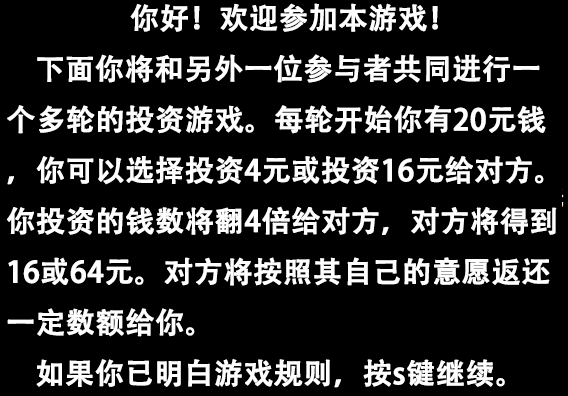 你好！欢迎参加本游戏！
下面你将和另外一位参与者共同进行一
个多轮的投资游戏。每轮开始你有20元钱
，你可以选择投资4元或投资16元给对方。
你投资的钱数将翻4倍给对方，对方将得到
16或64元。对方将按照其自己的意愿返还
一定数额给你。
如果你已明白游戏规则，按s键继续。